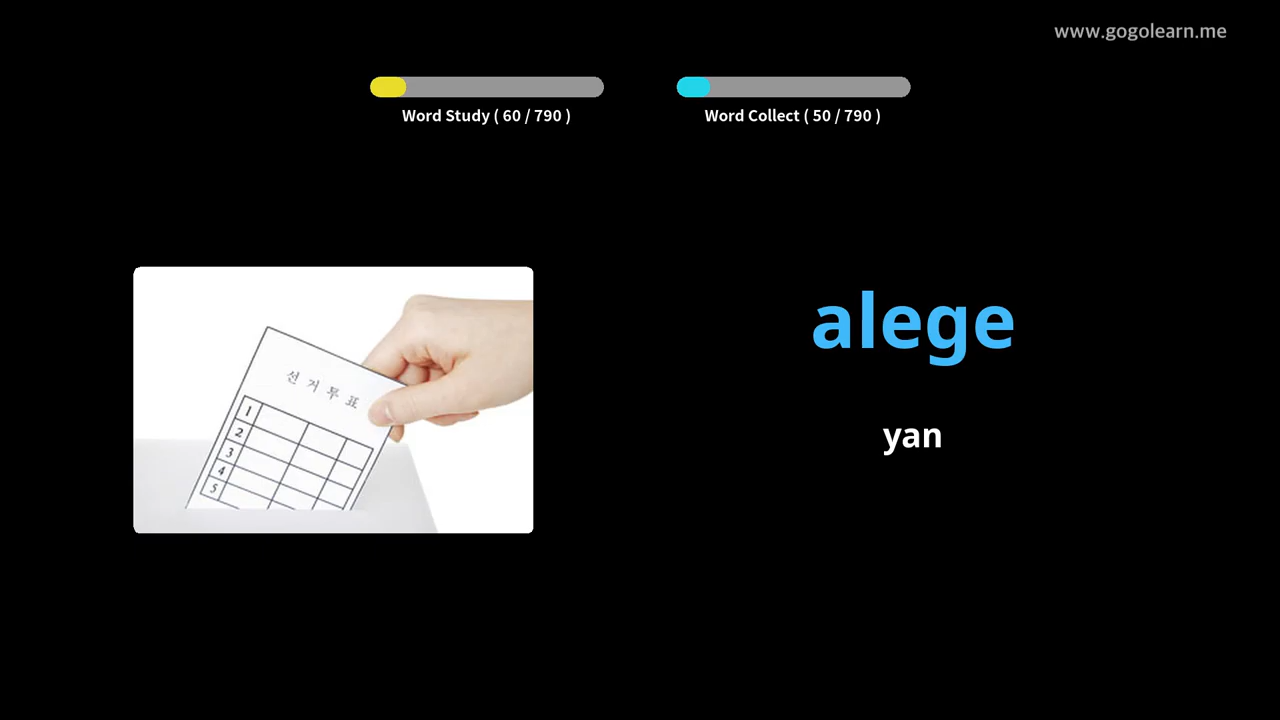 www.gogolearn.me
Word Study ( 60 / 790 )
Word Collect ( 50 / 790 )
선거투표
1
2
3
4
5
alege
yan